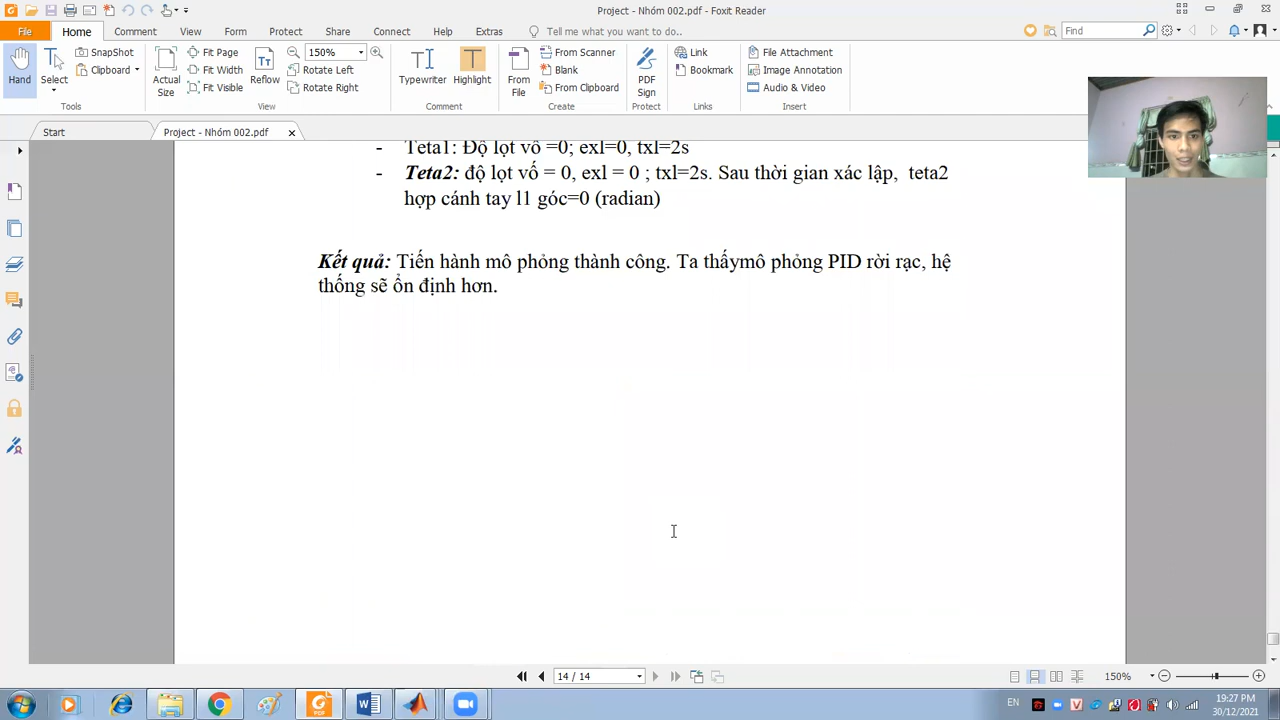 Project - Nhóm 002.pdf - Foxit Reader
File Home Comment View Form Protect Share Connect Help Extras Tell me what you want to do.. Find
Hand
Select
SnapShot
Clipboard
Tools
Actual Size
Fit Page
Fit Width
Fit Visible
Reflow
150%
Rotate Left
Rotate Right
View
Typewriter
Highlight
Comment
From File
From Scanner
Blank
From Clipboard
Create
PDF Sign
Protect
Link
Bookmark
Links
File Attachment
Image Annotation
Audio & Video
Insert
Start Project - Nhóm 002.pdf
- Teta1: Độ lọt vố =0; exl=0, txl=2s
- Teta2: độ lọt vố = 0, exl = 0 ; txl=2s. Sau thời gian xác lập, teta2
hợp cánh tay l1 góc=0 (radian)
Kết quả: Tiến hành mô phỏng thành công. Ta thấymô phỏng PID rời rạc, hệ
thống sẽ ổn định hơn.
14 / 14 150%
EN 19:27
30/12/2021